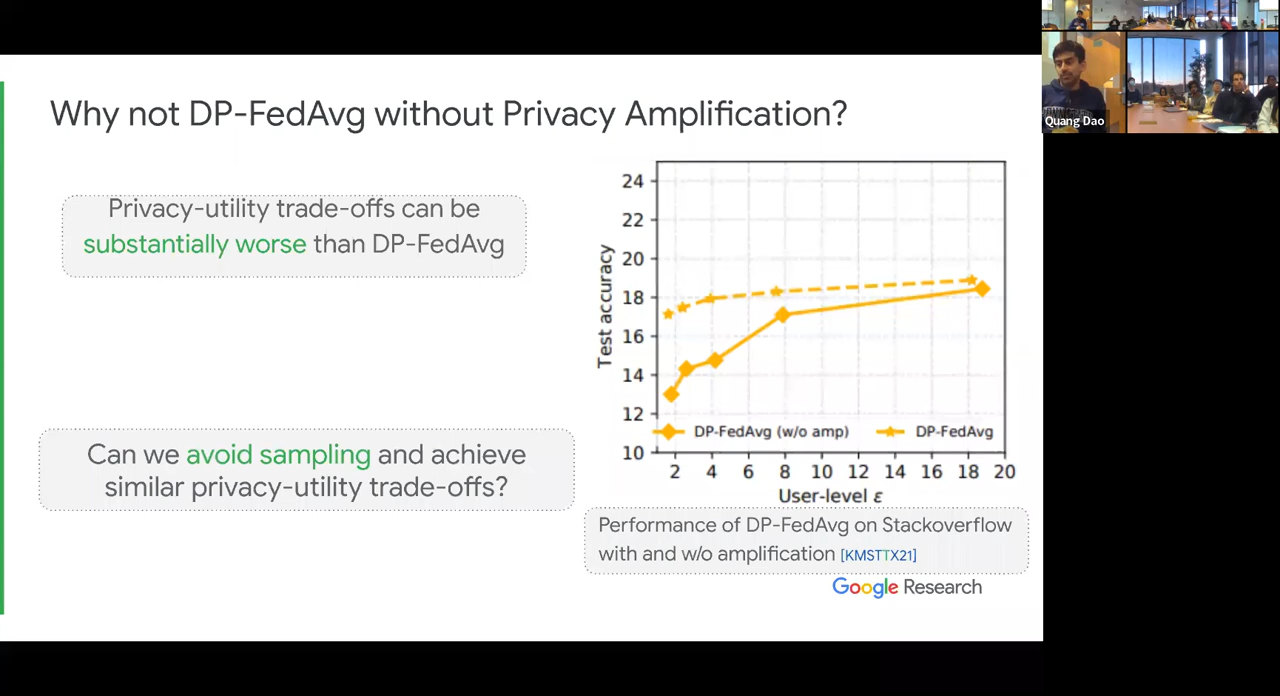 Why not DP-FedAvg without Privacy Amplification?
Privacy-utility trade-offs can be
substantially worse than DP-FedAvg
Can we avoid sampling and achieve
similar privacy-utility trade-offs?
Test accuracy
24
22
20
18
16
14
12
10
DP-FedAvg (w/o amp)
DP-FedAvg
2 4 6 8 10 12 14 16 18 20
User-level ε
Performance of DP-FedAvg on Stackoverflow
with and w/o amplification [KMSTTX21]
Google Research
Quang Dao